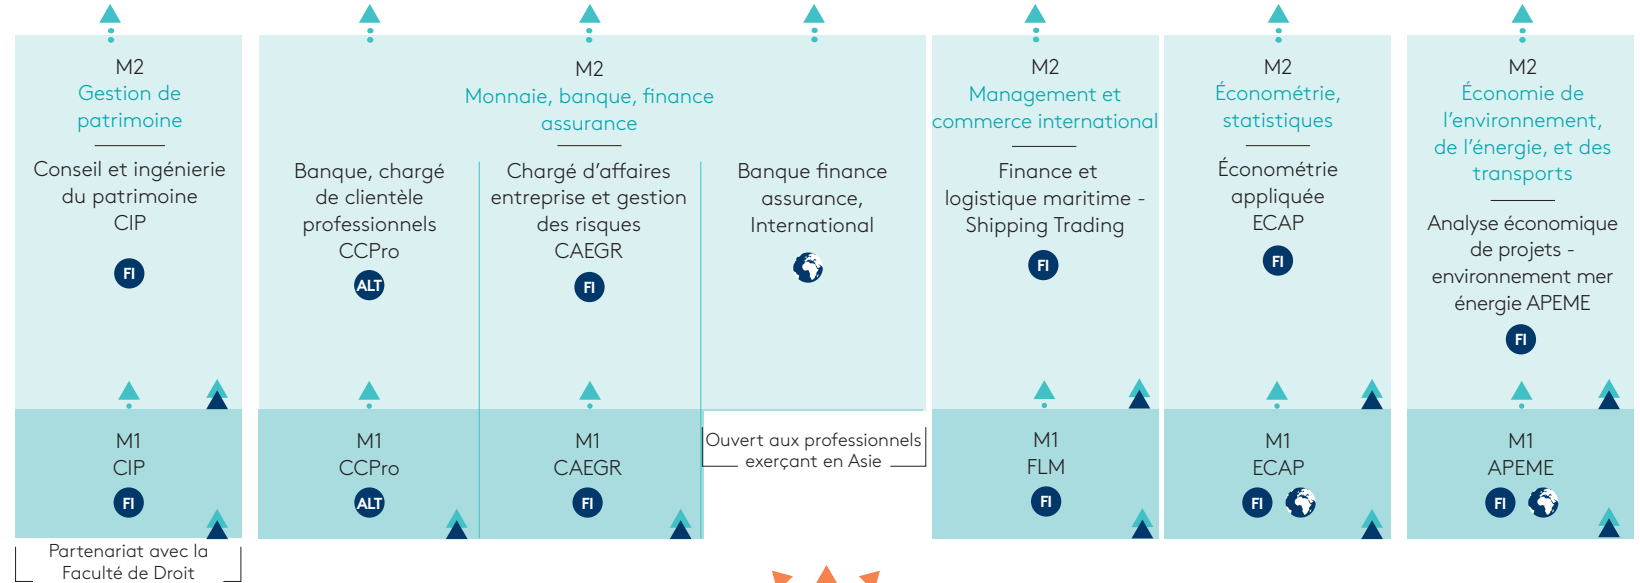 M2
Gestion de
patrimoine
Conseil et ingénierie
du patrimoine
CIP
FI
M2
Monnaie, banque, finance
assurance
Banque, chargé
de clientèle
professionnels
CCPro
ALT
Chargé d'affaires
entreprise et gestion
des risques
CAEGR
FI
Banque finance
assurance,
International
M2
Management et
commerce international
Finance et
logistique maritime -
Shipping Trading
FI
M2
Économétrie,
statistiques
Économétrie
appliquée
ECAP
FI
M2
Économie de
l'environnement,
de l'énergie, et des
transports
Analyse économique
de projets -
environnement mer
énergie APEME
FI
M1
CIP
FI
M1
CCPro
ALT
M1
CAEGR
FI
Ouvert aux professionnels
exerçant en Asie
M1
FLM
FI
M1
ECAP
FI
M1
APEME
FI
Partenariat avec la
Faculté de Droit